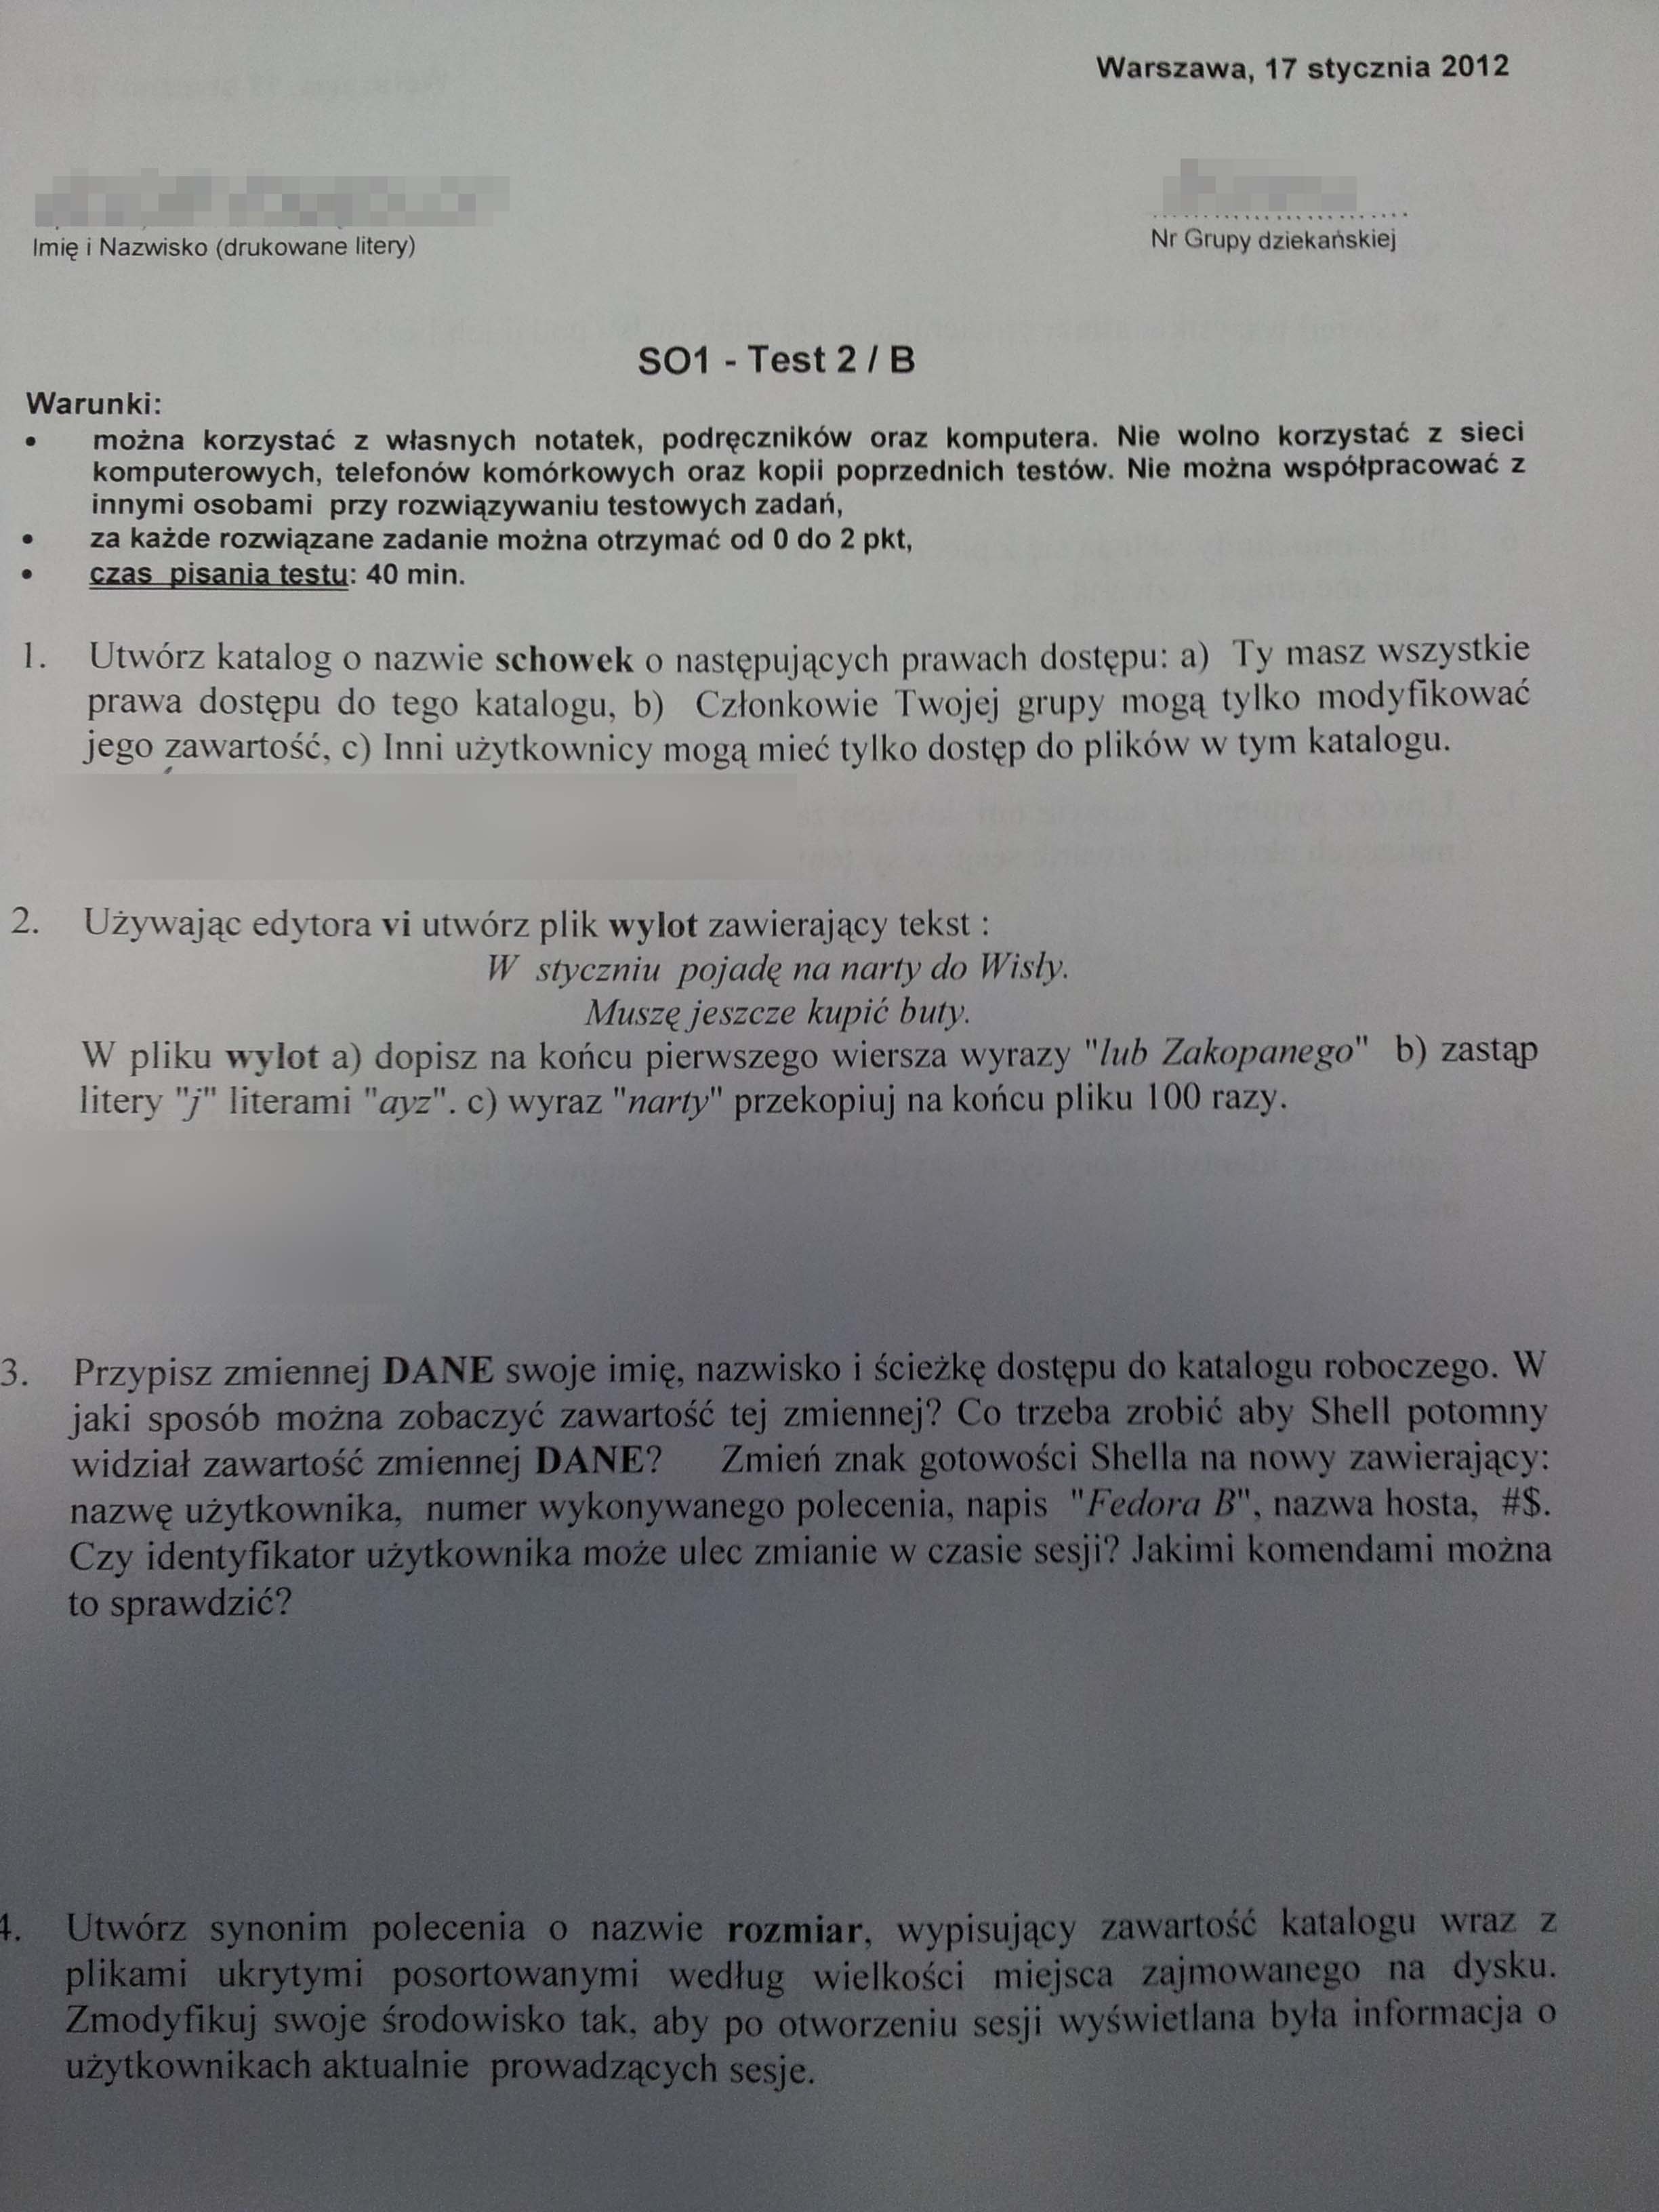 Warszawa, 17 stycznia 2012
Imię i Nazwisko (drukowane litery)
Nr Grupy dziekańskiej
SO1 - Test 2 / B
Warunki:
• można korzystać z własnych notatek, podręczników oraz komputera. Nie wolno korzystać z sieci
komputerowych, telefonów komórkowych oraz kopii poprzednich testów. Nie można współpracować z
innymi osobami przy rozwiązywaniu testowych zadań,
• za każde rozwiązane zadanie można otrzymać od 0 do 2 pkt,
• czas pisania testu: 40 min.
1. Utwórz katalog o nazwie schowek o następujących prawach dostępu: a) Ty masz wszystkie
prawa dostępu do tego katalogu, b) Członkowie Twojej grupy mogą tylko modyfikować
jego zawartość, c) Inni użytkownicy mogą mieć tylko dostęp do plików w tym katalogu.
2. Używając edytora vi utwórz plik wylot zawierający tekst :
W styczniu pojadę na narty do Wisły.
Muszę jeszcze kupić buty.
W pliku wylot a) dopisz na końcu pierwszego wiersza wyrazy "lub Zakopanego" b) zastąp
litery "j" literami "ayz". c) wyraz "narty" przekopiuj na końcu pliku 100 razy.
3. Przypisz zmiennej DANE swoje imię, nazwisko i ścieżkę dostępu do katalogu roboczego. W
jaki sposób można zobaczyć zawartość tej zmiennej? Co trzeba zrobić aby Shell potomny
widział zawartość zmiennej DANE? Zmień znak gotowości Shella na nowy zawierający:
nazwę użytkownika, numer wykonywanego polecenia, napis "Fedora B", nazwa hosta, #$.
Czy identyfikator użytkownika może ulec zmianie w czasie sesji? Jakimi komendami można
to sprawdzić?
4. Utwórz synonim polecenia o nazwie rozmiar, wypisujący zawartość katalogu wraz z
plikami ukrytymi posortowanymi według wielkości miejsca zajmowanego na dysku.
Zmodyfikuj swoje środowisko tak, aby po otworzeniu sesji wyświetlana była informacja o
użytkownikach aktualnie prowadzących sesje.